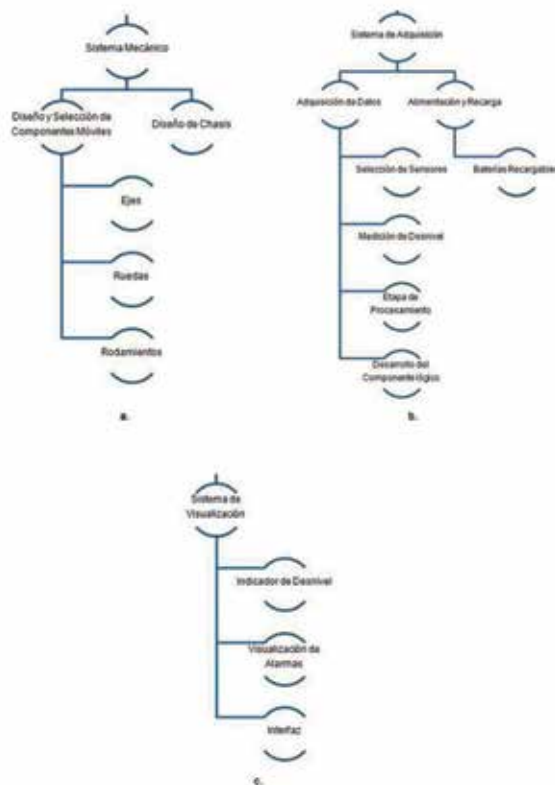 Sistema Mecánico
Diseño y Selección de
Componentes Móviles
Diseño de Chasis
Ejes
Ruedas
Rodamientos
a.
Sistema de Adquisición
Adquisición de Datos
Alimentación y Recarga
Selección de Sensores
Baterías Recargables
Medición de Desnivel
Etapa de
Procesamiento
Desarrollo del
Componente lógico
b.
Sistema de
Visualización
Indicador de Desnivel
Visualización de
Alarmas
Interfaz
c.